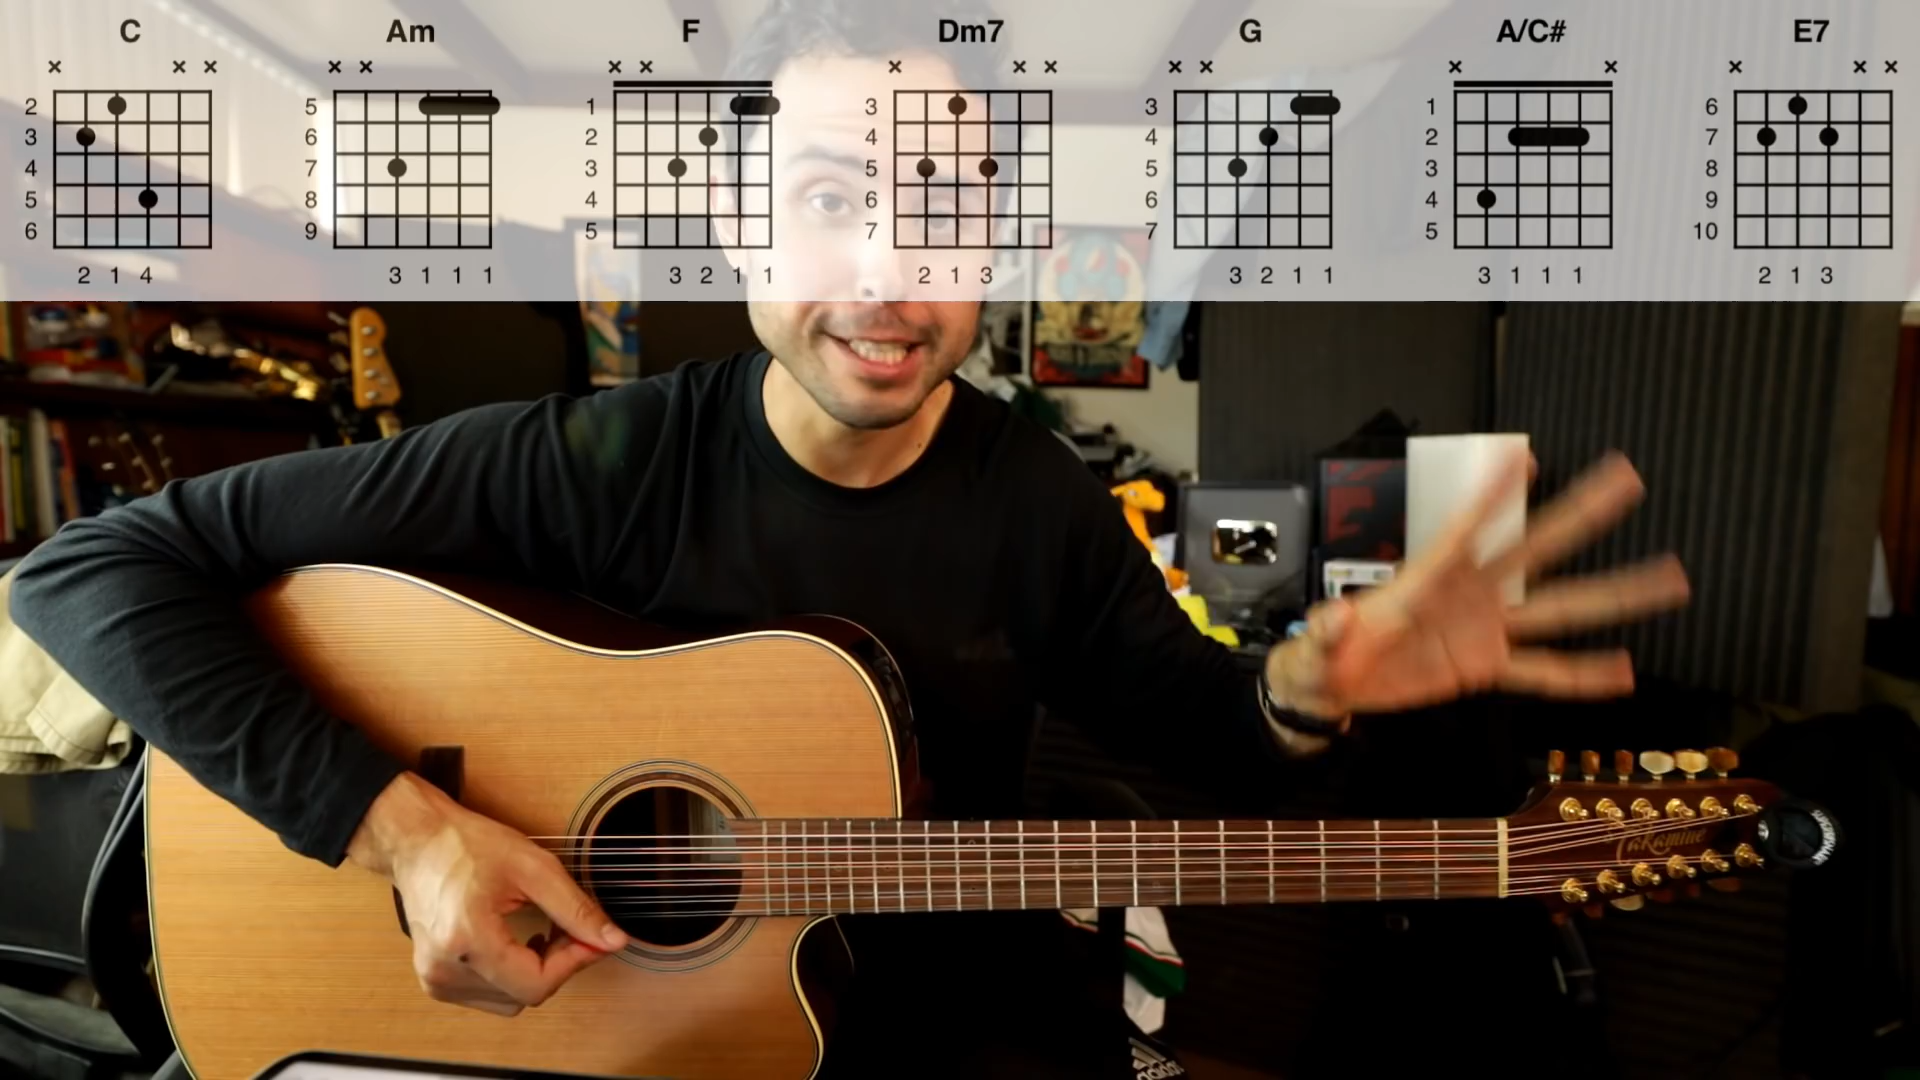 C Am F Dm7 G A/C# E7
× × × × × × × × × × × × × × × × ×
2 5 1 3 3 1 6
3 6 2 4 4 2 7
4 7 3 5 5 3 8
5 8 4 6 6 4 9
6 9 5 7 7 5 10
2 1 4 3 1 1 1 3 2 1 1 2 1 3 3 2 1 1 3 1 1 1 2 1 3
Takamine
adidas